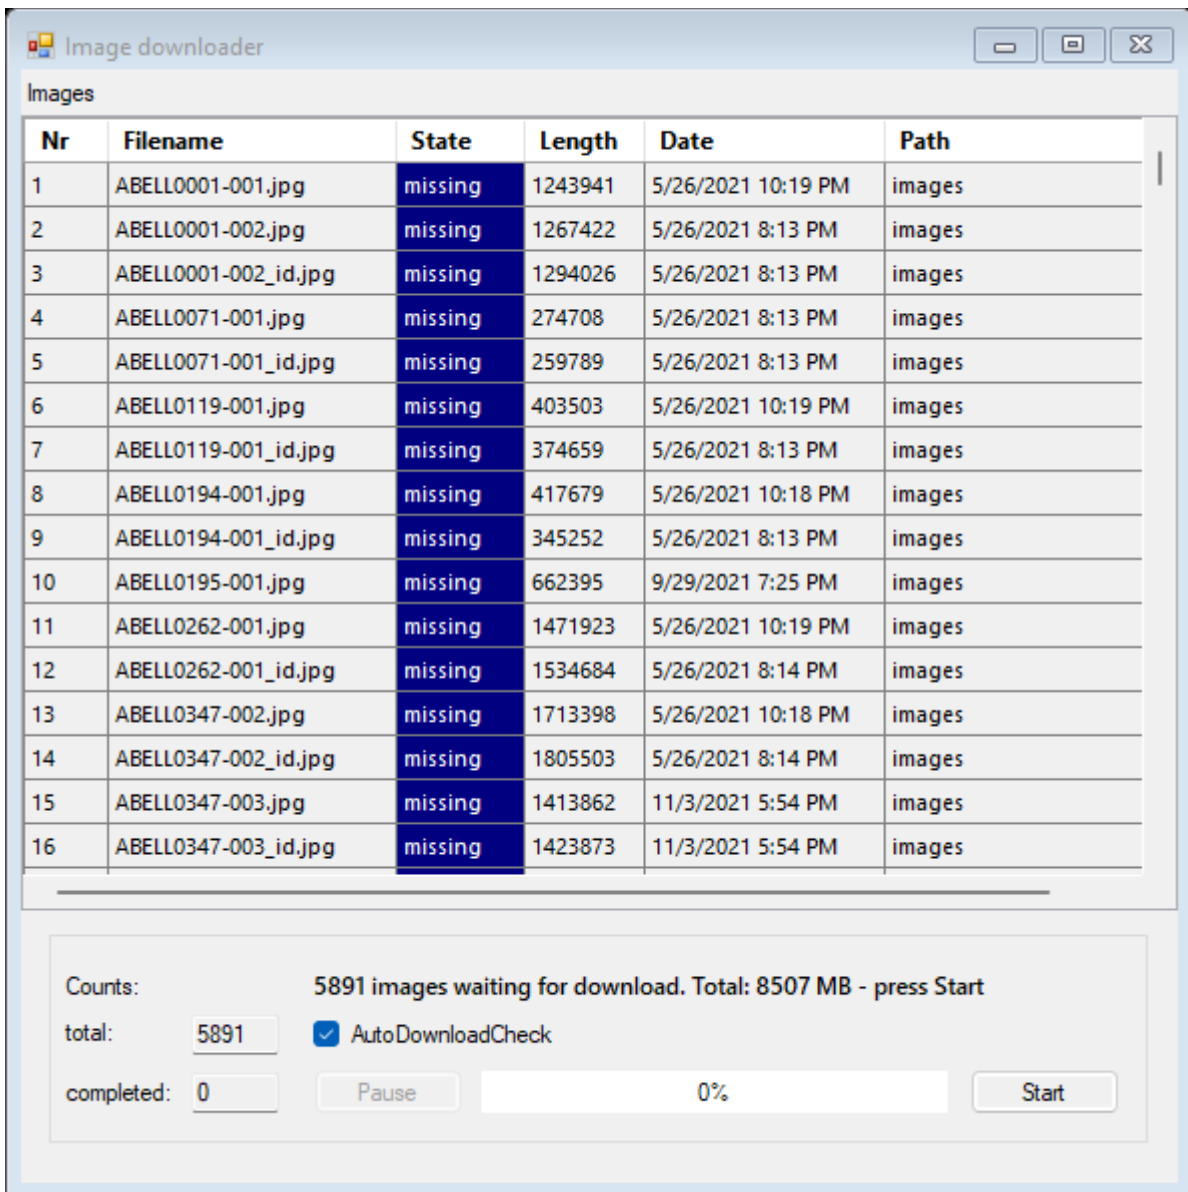 Image downloader
Images
Nr Filename State Length Date Path
1 ABELL0001-001.jpg missing 1243941 5/26/2021 10:19 PM images
2 ABELL0001-002.jpg missing 1267422 5/26/2021 8:13 PM images
3 ABELL0001-002_id.jpg missing 1294026 5/26/2021 8:13 PM images
4 ABELL0071-001.jpg missing 274708 5/26/2021 8:13 PM images
5 ABELL0071-001_id.jpg missing 259789 5/26/2021 8:13 PM images
6 ABELL0119-001.jpg missing 403503 5/26/2021 10:19 PM images
7 ABELL0119-001_id.jpg missing 374659 5/26/2021 8:13 PM images
8 ABELL0194-001.jpg missing 417679 5/26/2021 10:18 PM images
9 ABELL0194-001_id.jpg missing 345252 5/26/2021 8:13 PM images
10 ABELL0195-001.jpg missing 662395 9/29/2021 7:25 PM images
11 ABELL0262-001.jpg missing 1471923 5/26/2021 10:19 PM images
12 ABELL0262-001_id.jpg missing 1534684 5/26/2021 8:14 PM images
13 ABELL0347-002.jpg missing 1713398 5/26/2021 10:18 PM images
14 ABELL0347-002_id.jpg missing 1805503 5/26/2021 8:14 PM images
15 ABELL0347-003.jpg missing 1413862 11/3/2021 5:54 PM images
16 ABELL0347-003_id.jpg missing 1423873 11/3/2021 5:54 PM images
Counts: 5891 images waiting for download. Total: 8507 MB - press Start
total: 5891 AutoDownloadCheck
completed: 0 Pause 0% Start